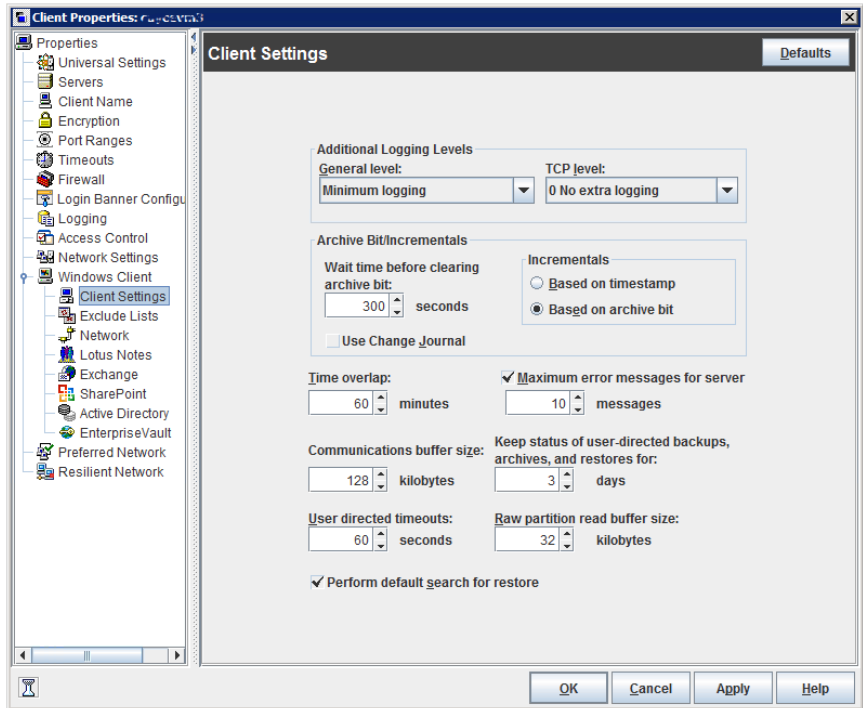 Client Properties:
Properties
Universal Settings
Servers
Client Name
Encryption
Port Ranges
Timeouts
Firewall
Login Banner Configu
Logging
Access Control
Network Settings
Windows Client
Client Settings
Exclude Lists
Network
Lotus Notes
Exchange
SharePoint
Active Directory
EnterpriseVault
Preferred Network
Resilient Network
Client Settings
Defaults
Additional Logging Levels
General level:
TCP level:
Minimum logging
0 No extra logging
Archive Bit/Incrementals
Wait time before clearing
archive bit:
300 seconds
Use Change Journal
Incrementals
Based on timestamp
Based on archive bit
Time overlap:
60 minutes
Maximum error messages for server
10 messages
Communications buffer size:
128 kilobytes
Keep status of user-directed backups,
archives, and restores for:
3 days
User directed timeouts:
60 seconds
Raw partition read buffer size:
32 kilobytes
Perform default search for restore
OK
Cancel
Apply
Help